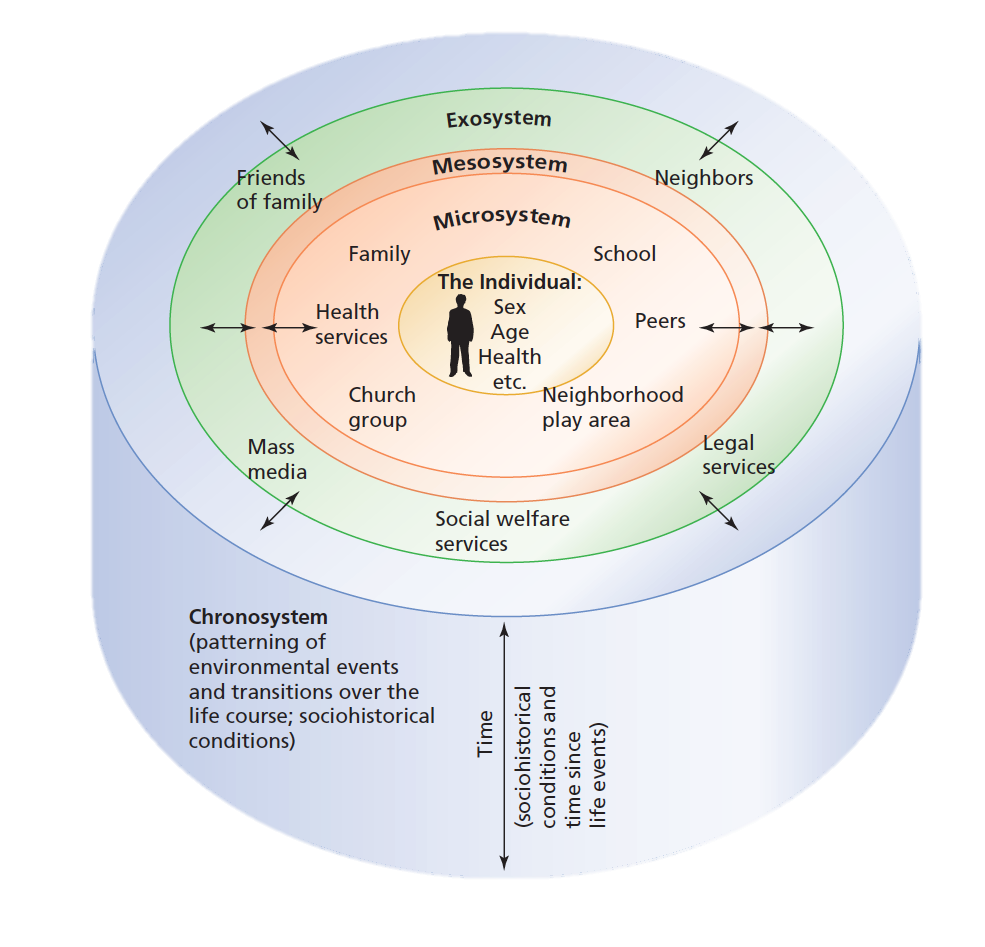 Exosystem
Mesosystem
Friends
of family
Neighbors
Microsystem
Family
School
The Individual:
Sex
Age
Health
etc.
Health
services
Peers
Church
group
Neighborhood
play area
Mass
media
Legal
services
Social welfare
services
Chronosystem
(patterning of
environmental events
and transitions over the
life course; sociohistorical
conditions)
Time
(sociohistorical
conditions and
time since
life events)